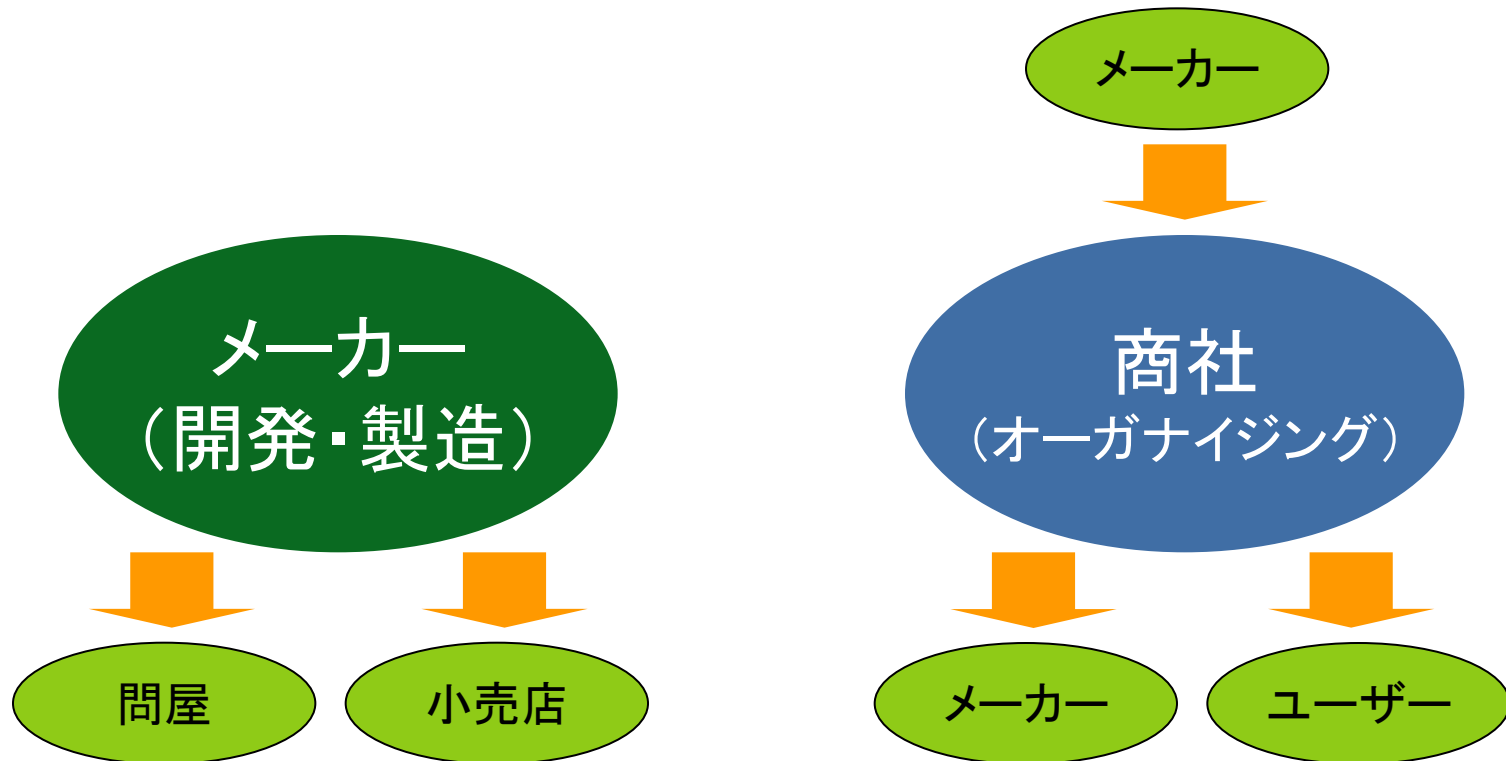 メーカー
メーカー
(開発・製造)
商社
(オーガナイジング)
問屋
小売店
メーカー
ユーザー